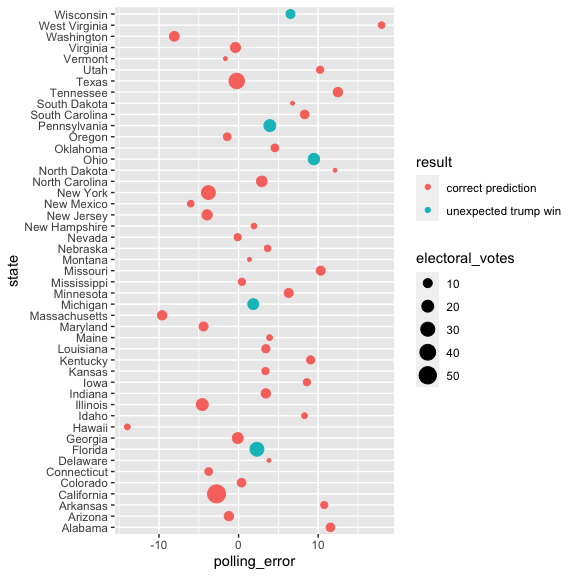 Wisconsin
West Virginia
Washington
Virginia
Vermont
Utah
Texas
Tennessee
South Dakota
South Carolina
Pennsylvania
Oregon
Oklahoma
Ohio
North Dakota
North Carolina
New York
New Mexico
New Jersey
New Hampshire
Nevada
Nebraska
Montana
Missouri
Mississippi
Minnesota
Michigan
Massachusetts
Maryland
Maine
Louisiana
Kentucky
Kansas
Iowa
Indiana
Illinois
Idaho
Hawaii
Georgia
Florida
Delaware
Connecticut
Colorado
California
Arkansas
Arizona
Alabama
state
-10 0 10
polling_error
result
correct prediction
unexpected trump win
electoral_votes
10
20
30
40
50